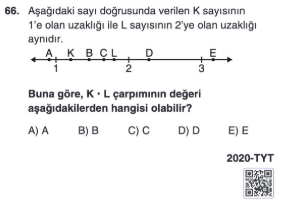 66. Aşağıdaki sayı doğrusunda verilen K sayısının
1'e olan uzaklığı ile L sayısının 2'ye olan uzaklığı
aynıdır.
A K B C L D E
1 2 3
Buna göre, K · L çarpımının değeri
aşağıdakilerden hangisi olabilir?
A) A B) B C) C D) D E) E
2020-TYT